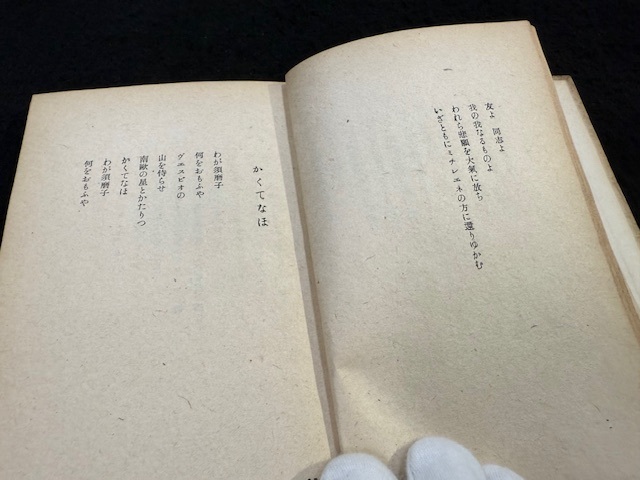 友よ 同志よ
我の我なるものよ
われら悲願を大氣に放ち
いざともにミチレエネの方に還りゆかむ
かくてなほ
わが須磨子
何をおもふや
グエスビオの
山を侍らせ
南歐の星とかたりつ
かくてなほ
わが須磨子
何をおもふや